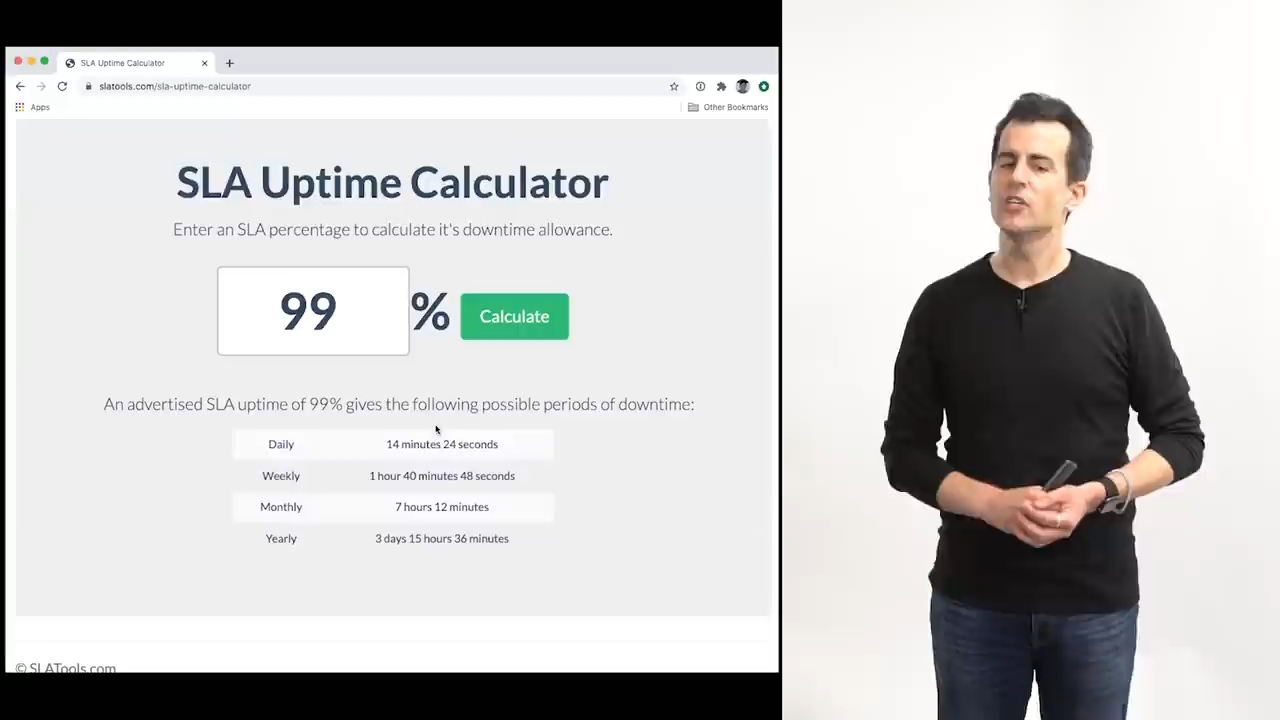 SLA Uptime Calculator
slatools.com/sla-uptime-calculator
Apps
Other Bookmarks
SLA Uptime Calculator
Enter an SLA percentage to calculate it's downtime allowance.
99 % Calculate
An advertised SLA uptime of 99% gives the following possible periods of downtime:
Daily 14 minutes 24 seconds
Weekly 1 hour 40 minutes 48 seconds
Monthly 7 hours 12 minutes
Yearly 3 days 15 hours 36 minutes
© SLATools.com